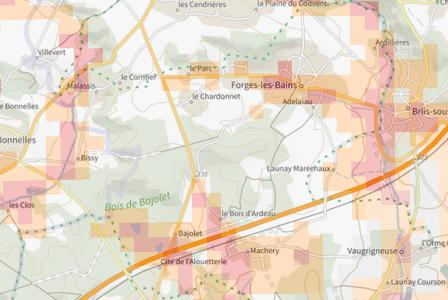 les Cendrières
la Plaine du Couvent
Ardillières
Villevert
le Parc
le Cormier
Malassis
Forges-les-Bains
le Chardonnet
Adelaïau
e Bonnelles
Briis-sous
Bonnelles
Bissy
Launay Maréchaux
les Clos
Bois de Bajolet
le Bois d'Ardeau
Bajolet
Machery
Vaugrigneuse
l'Orme
Cité de l'Alouetterie
Launay Courson